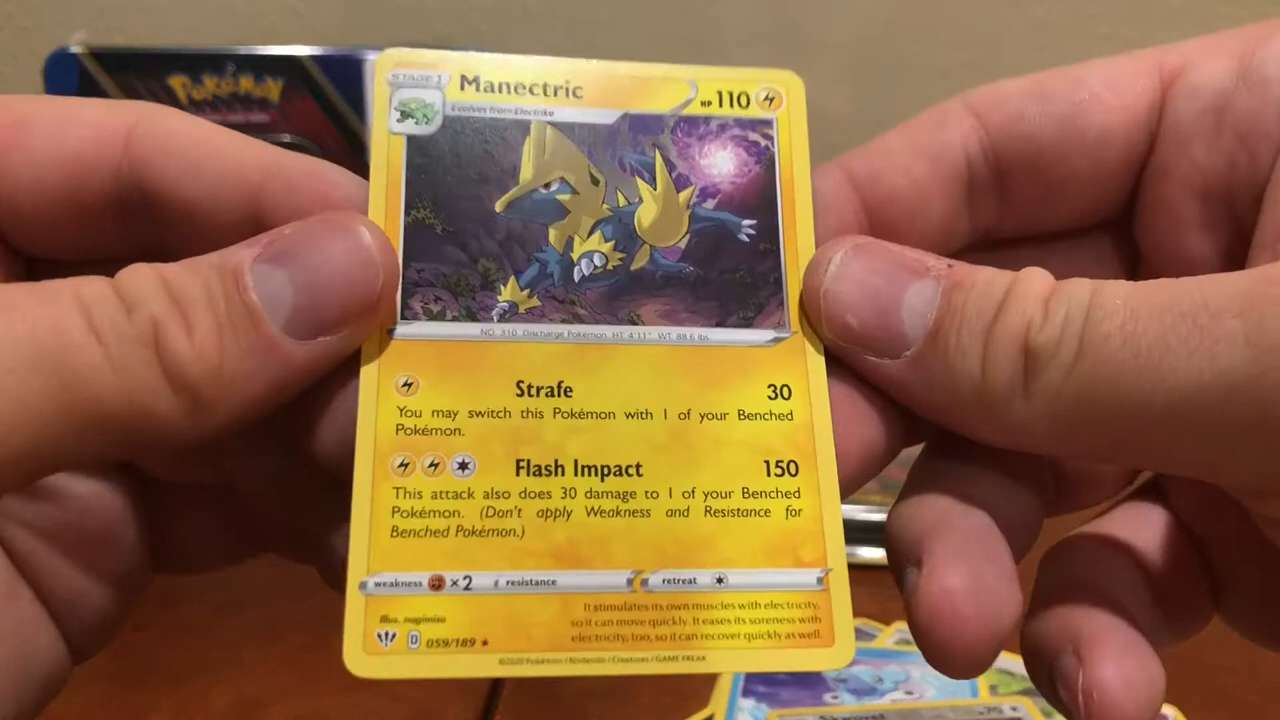 Pokémon
STAGE 1
Manectric
HP 110
Evolves from Electrike
NO. 310 Discharge Pokémon HT: 4'11" WT: 88.6 lbs.
Strafe 30
You may switch this Pokémon with 1 of your Benched
Pokémon.
Flash Impact 150
This attack also does 30 damage to 1 of your Benched
Pokémon. (Don't apply Weakness and Resistance for
Benched Pokémon.)
weakness ×2 resistance retreat
It stimulates its own muscles with electricity,
so it can move quickly. It eases its soreness with
electricity, too, so it can recover quickly as well.
Illus. nagimiso
D 059/189 ★
©2020 Pokémon / Nintendo / Creatures / GAME FREAK
Skwovet
70